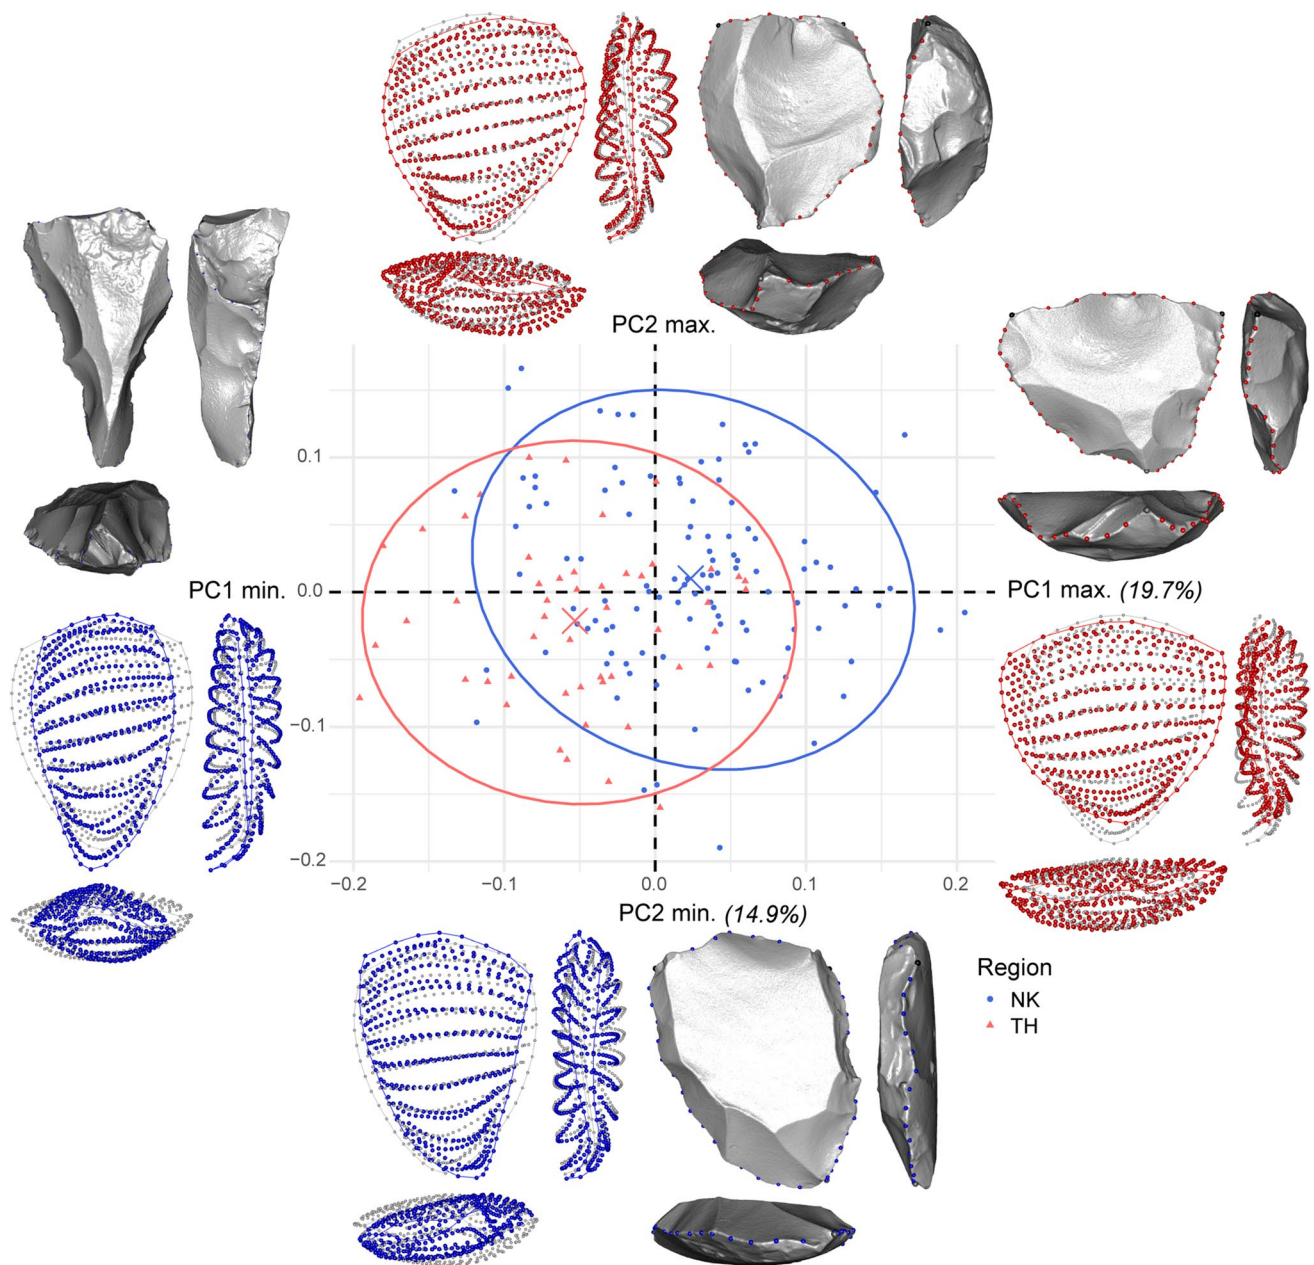 PC2 max.
0.1
PC1 min.
0.0
PC1 max. (19.7%)
−0.1
−0.2
−0.2
−0.1
0.0
0.1
0.2
PC2 min. (14.9%)
Region
NK
TH